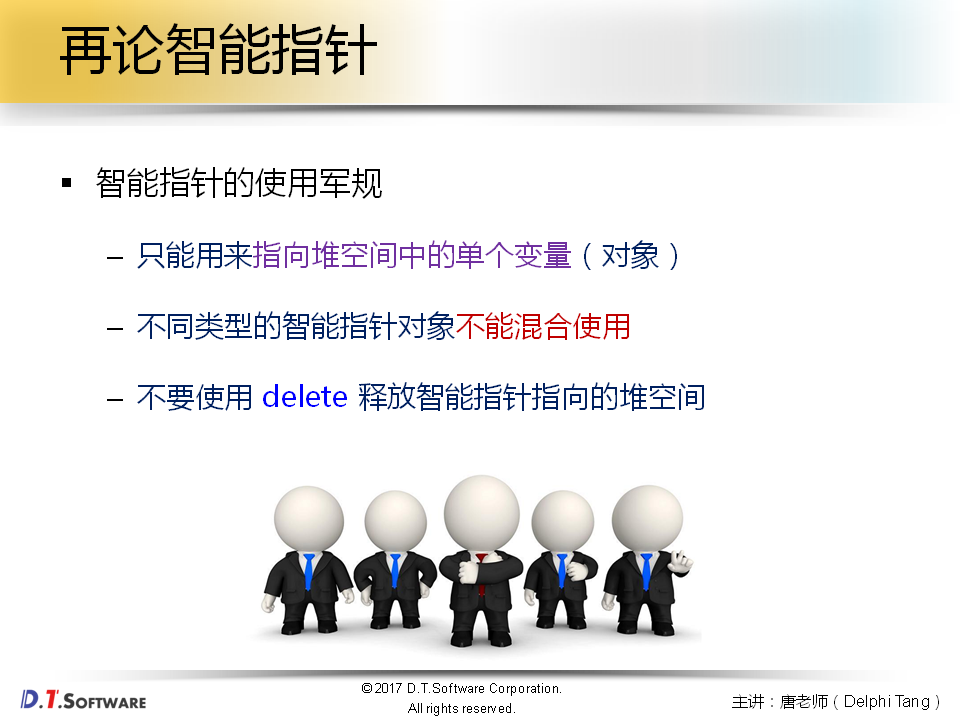 再论智能指针
▪ 智能指针的使用军规
– 只能用来指向堆空间中的单个变量（对象）
– 不同类型的智能指针对象不能混合使用
– 不要使用 delete 释放智能指针指向的堆空间
D.T.SOFTWARE
©2017 D.T.Software Corporation.
All rights reserved.
主讲：唐老师（Delphi Tang）